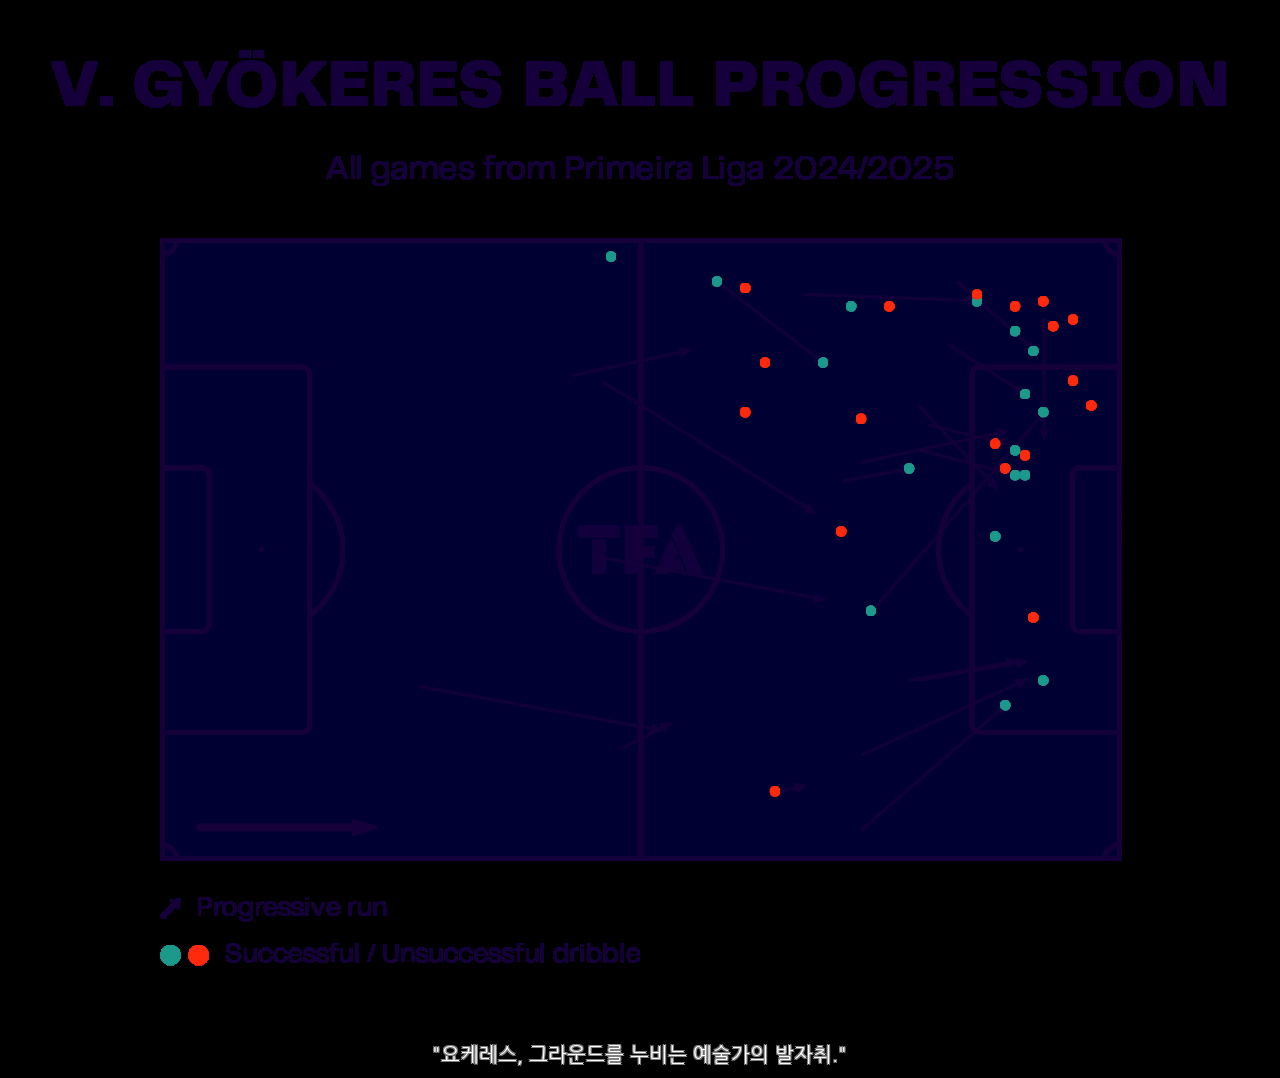 V. GYÖKERES BALL PROGRESSION
All games from Primeira Liga 2024/2025
TFA
Progressive run
Successful / Unsuccessful dribble
"요케레스, 그라운드를 누비는 예술가의 발자취."